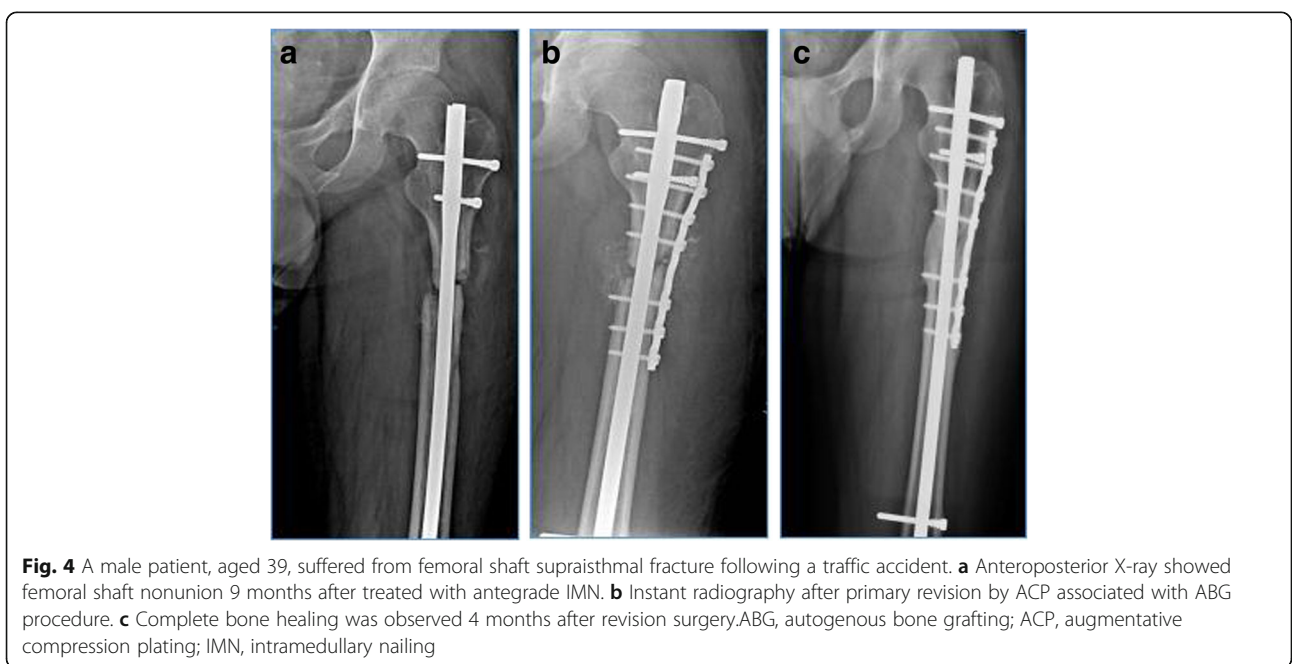 a
b
c
Fig. 4 A male patient, aged 39, suffered from femoral shaft supraisthmal fracture following a traffic accident. a Anteroposterior X-ray showed
femoral shaft nonunion 9 months after treated with antegrade IMN. b Instant radiography after primary revision by ACP associated with ABG
procedure. c Complete bone healing was observed 4 months after revision surgery.ABG, autogenous bone grafting; ACP, augmentative
compression plating; IMN, intramedullary nailing